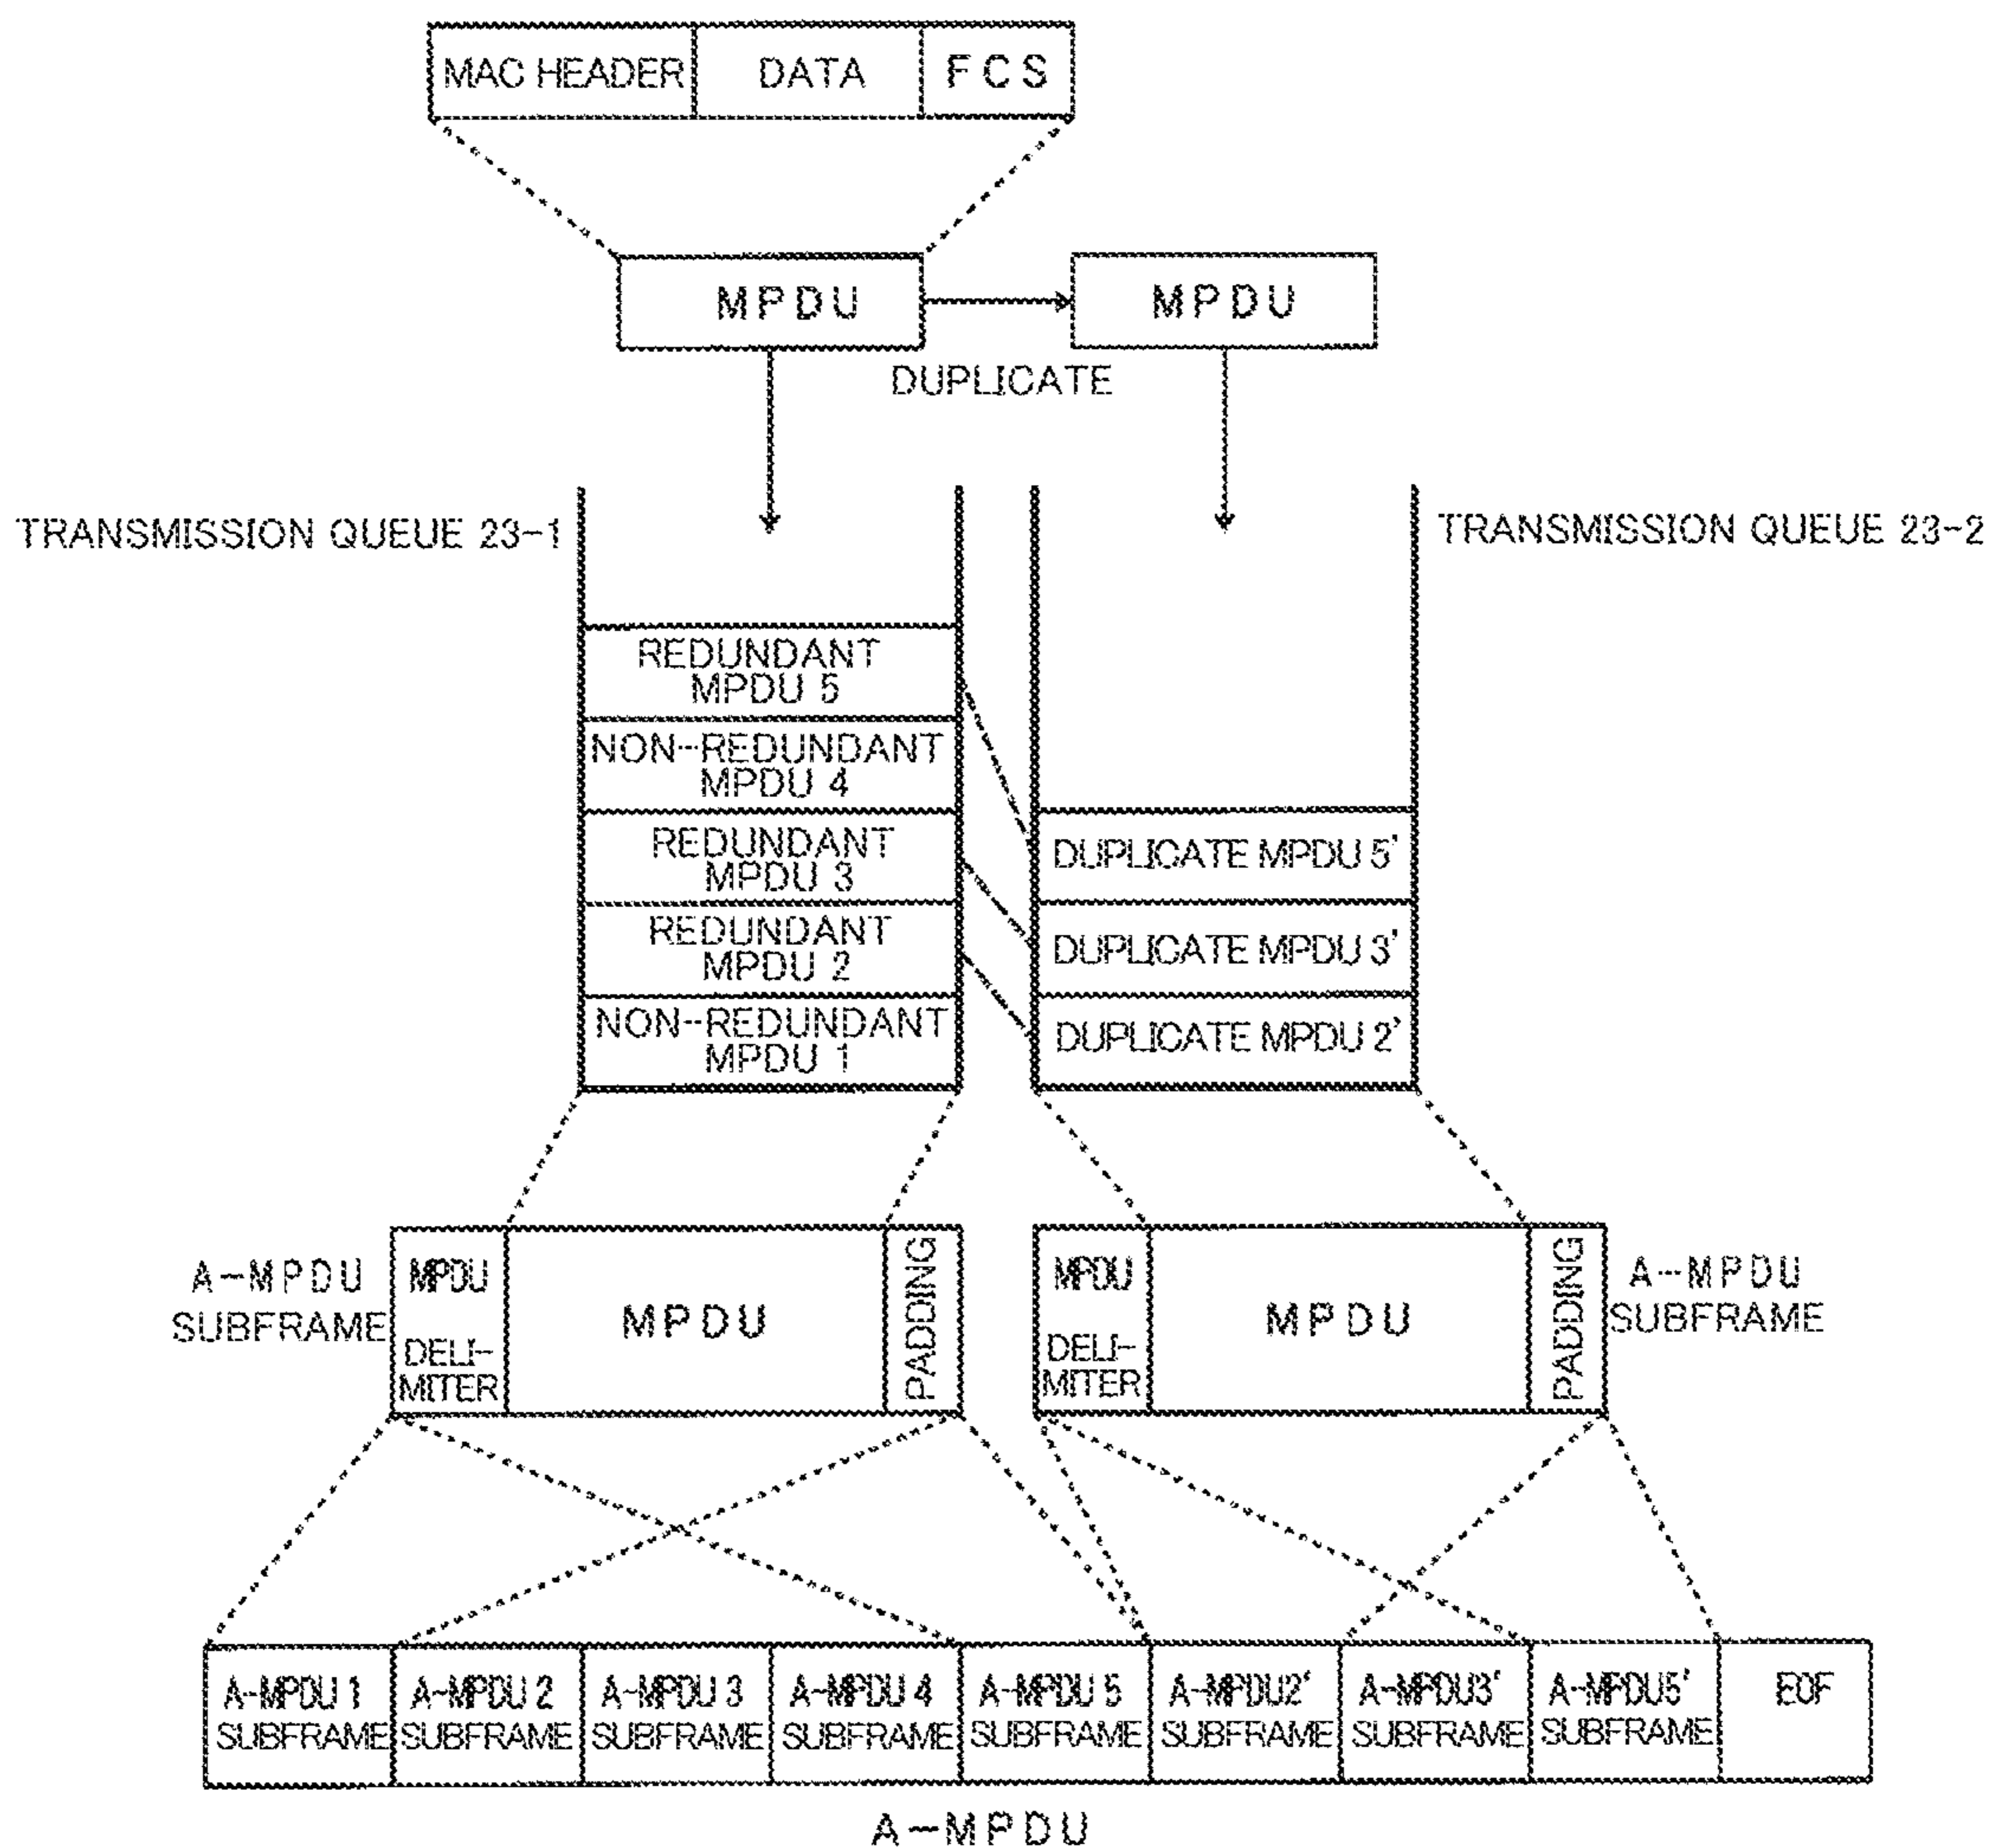 MAC HEADER DATA FCS
MPDU MPDU
DUPLICATE
TRANSMISSION QUEUE 23-1
TRANSMISSION QUEUE 23-2
REDUNDANT
MPDU 5
NON-REDUNDANT
MPDU 4
REDUNDANT
MPDU 3
REDUNDANT
MPDU 2
NON-REDUNDANT
MPDU 1
DUPLICATE MPDU 5'
DUPLICATE MPDU 3'
DUPLICATE MPDU 2'
A-MPDU
SUBFRAME
MPDU
DELI-
MITER
MPDU
PADDING
MPDU
DELI-
MITER
MPDU
PADDING
A-MPDU
SUBFRAME
A-MPDU 1
SUBFRAME
A-MPDU 2
SUBFRAME
A-MPDU 3
SUBFRAME
A-MPDU 4
SUBFRAME
A-MPDU 5
SUBFRAME
A-MPDU2'
SUBFRAME
A-MPDU3'
SUBFRAME
A-MPDU5'
SUBFRAME
EOF
A-MPDU